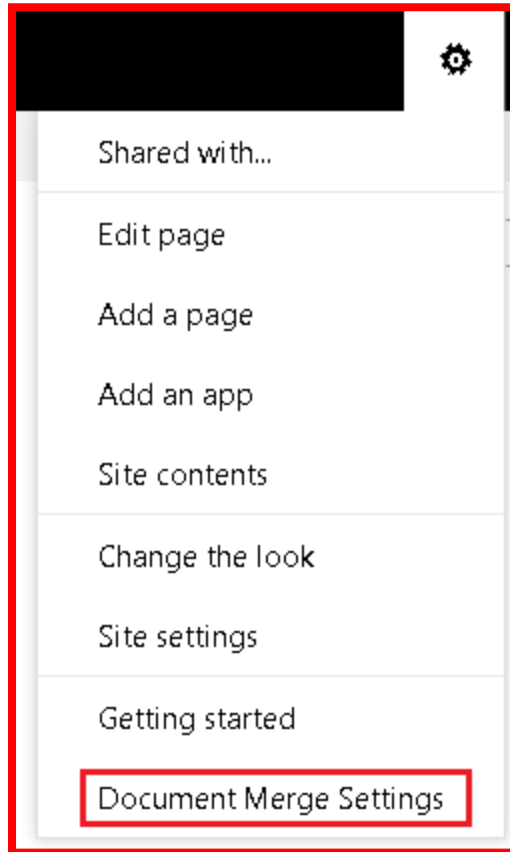 Shared with...
Edit page
Add a page
Add an app
Site contents
Change the look
Site settings
Getting started
Document Merge Settings